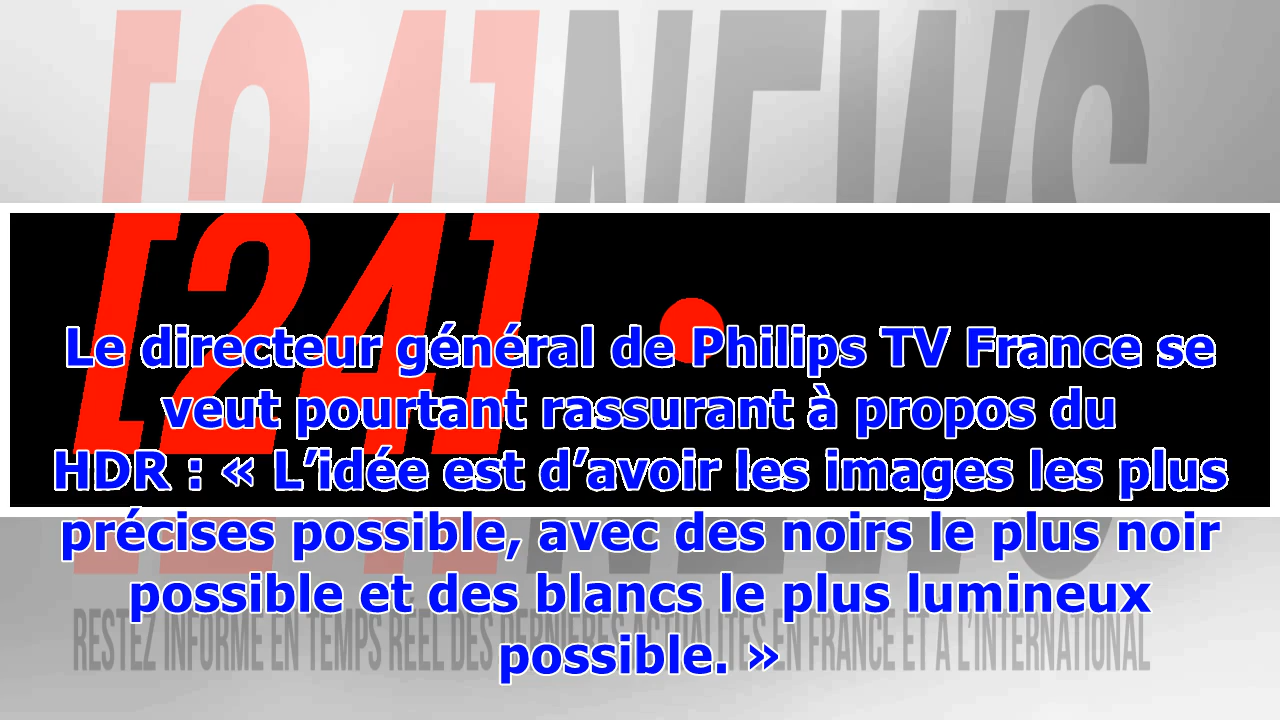 [24]NEWS
[24]
Le directeur général de Philips TV France se
veut pourtant rassurant à propos du
HDR : « L’idée est d’avoir les images les plus
précises possible, avec des noirs le plus noir
possible et des blancs le plus lumineux
RESTEZ INFORMÉ EN TEMPS RÉEL DES DERNIÈRES ACTUALITÉS EN FRANCE ET À L’INTERNATIONAL
possible. »